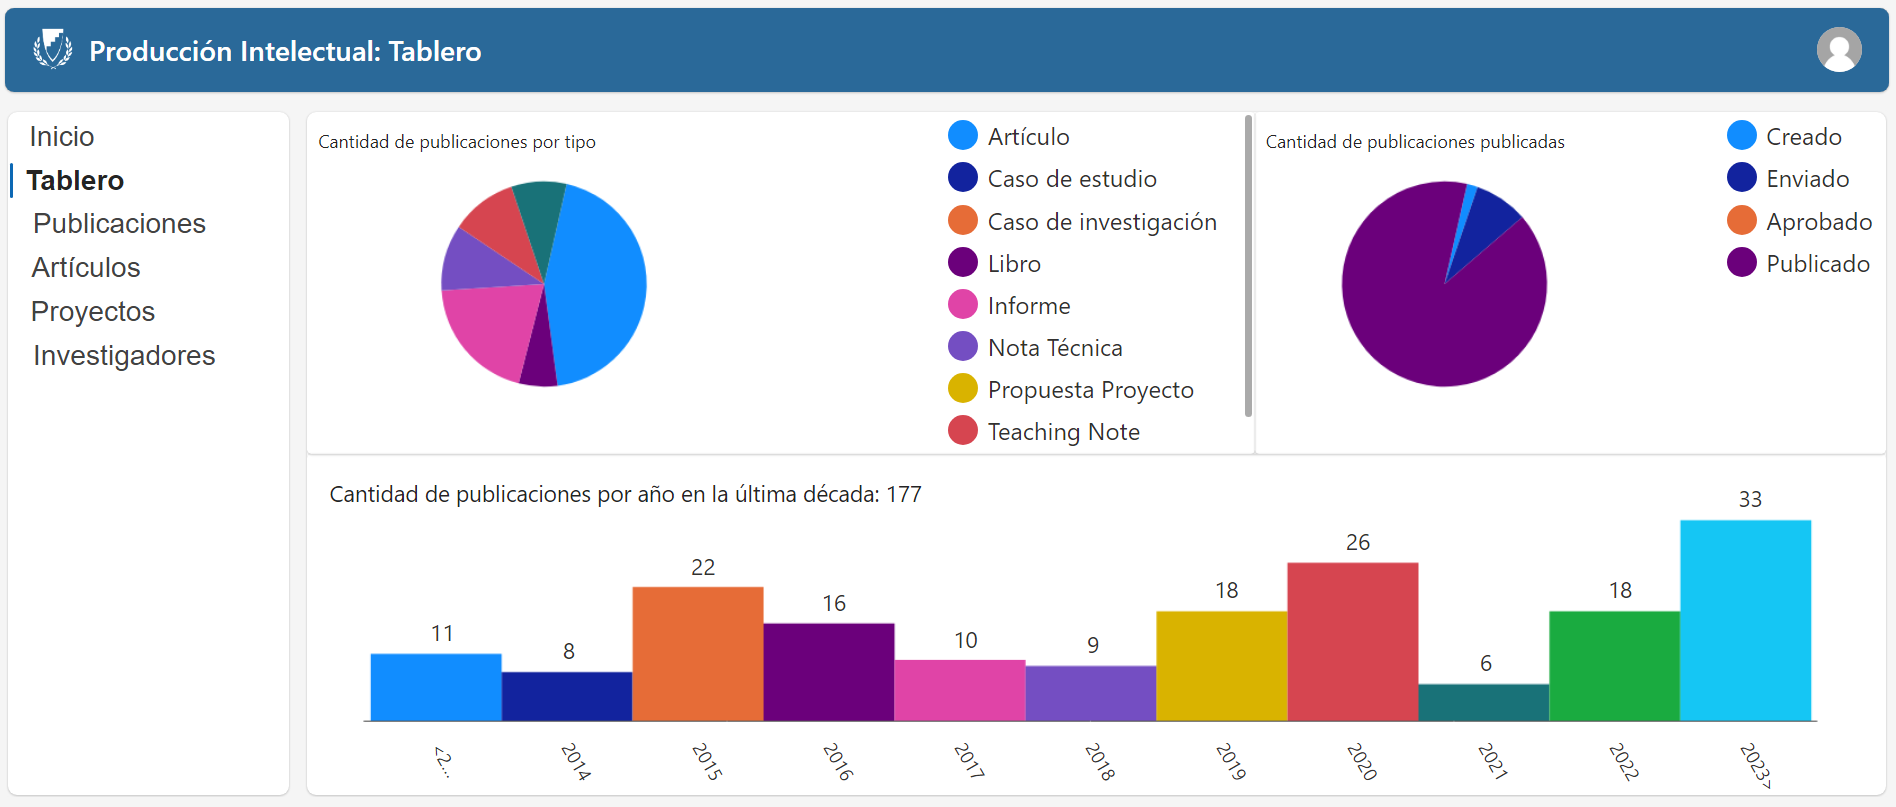 Producción Intelectual: Tablero
Inicio
Tablero
Publicaciones
Artículos
Proyectos
Investigadores
Cantidad de publicaciones por tipo
Artículo
Caso de estudio
Caso de investigación
Libro
Informe
Nota Técnica
Propuesta Proyecto
Teaching Note
Cantidad de publicaciones publicadas
Creado
Enviado
Aprobado
Publicado
Cantidad de publicaciones por año en la última década: 177
11
8
22
16
10
9
18
26
6
18
33
<2...
2014
2015
2016
2017
2018
2019
2020
2021
2022
2023>